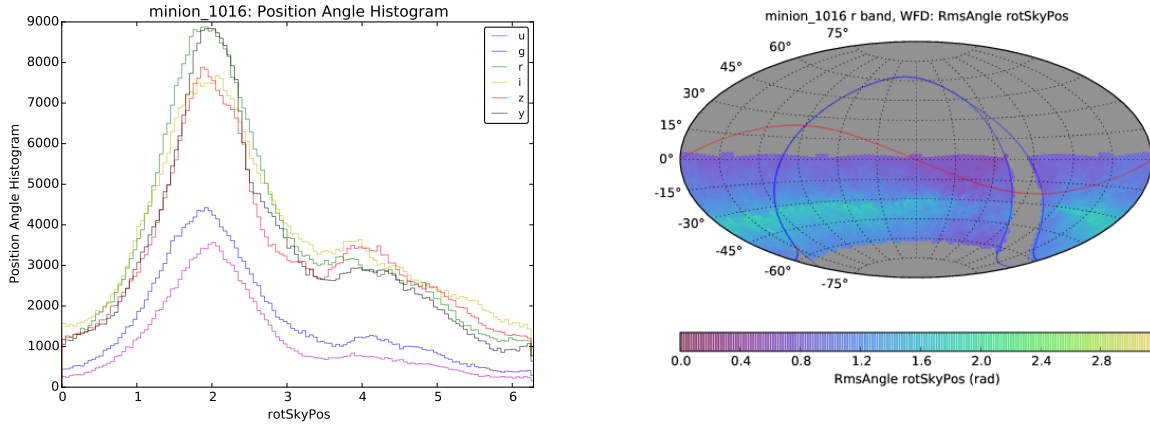 minion_1016: Position Angle Histogram
9000
8000
7000
6000
5000
4000
3000
2000
1000
0
Position Angle Histogram
0 1 2 3 4 5 6
rotSkyPos
u
g
r
i
z
y
minion_1016 r band, WFD: RmsAngle rotSkyPos
75°
60°
45°
30°
15°
0°
-15°
-30°
-45°
-60°
-75°
0.0 0.4 0.8 1.2 1.6 2.0 2.4 2.8
RmsAngle rotSkyPos (rad)